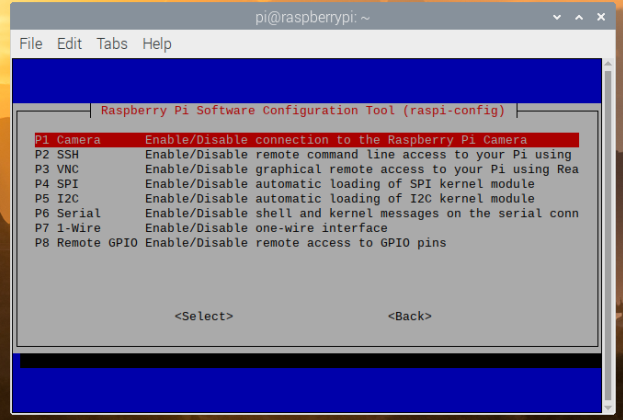 pi@raspberrypi: ~
File Edit Tabs Help
Raspberry Pi Software Configuration Tool (raspi-config)
P1 Camera Enable/Disable connection to the Raspberry Pi Camera
P2 SSH Enable/Disable remote command line access to your Pi using
P3 VNC Enable/Disable graphical remote access to your Pi using Rea
P4 SPI Enable/Disable automatic loading of SPI kernel module
P5 I2C Enable/Disable automatic loading of I2C kernel module
P6 Serial Enable/Disable shell and kernel messages on the serial conn
P7 1-Wire Enable/Disable one-wire interface
P8 Remote GPIO Enable/Disable remote access to GPIO pins
<Select> <Back>